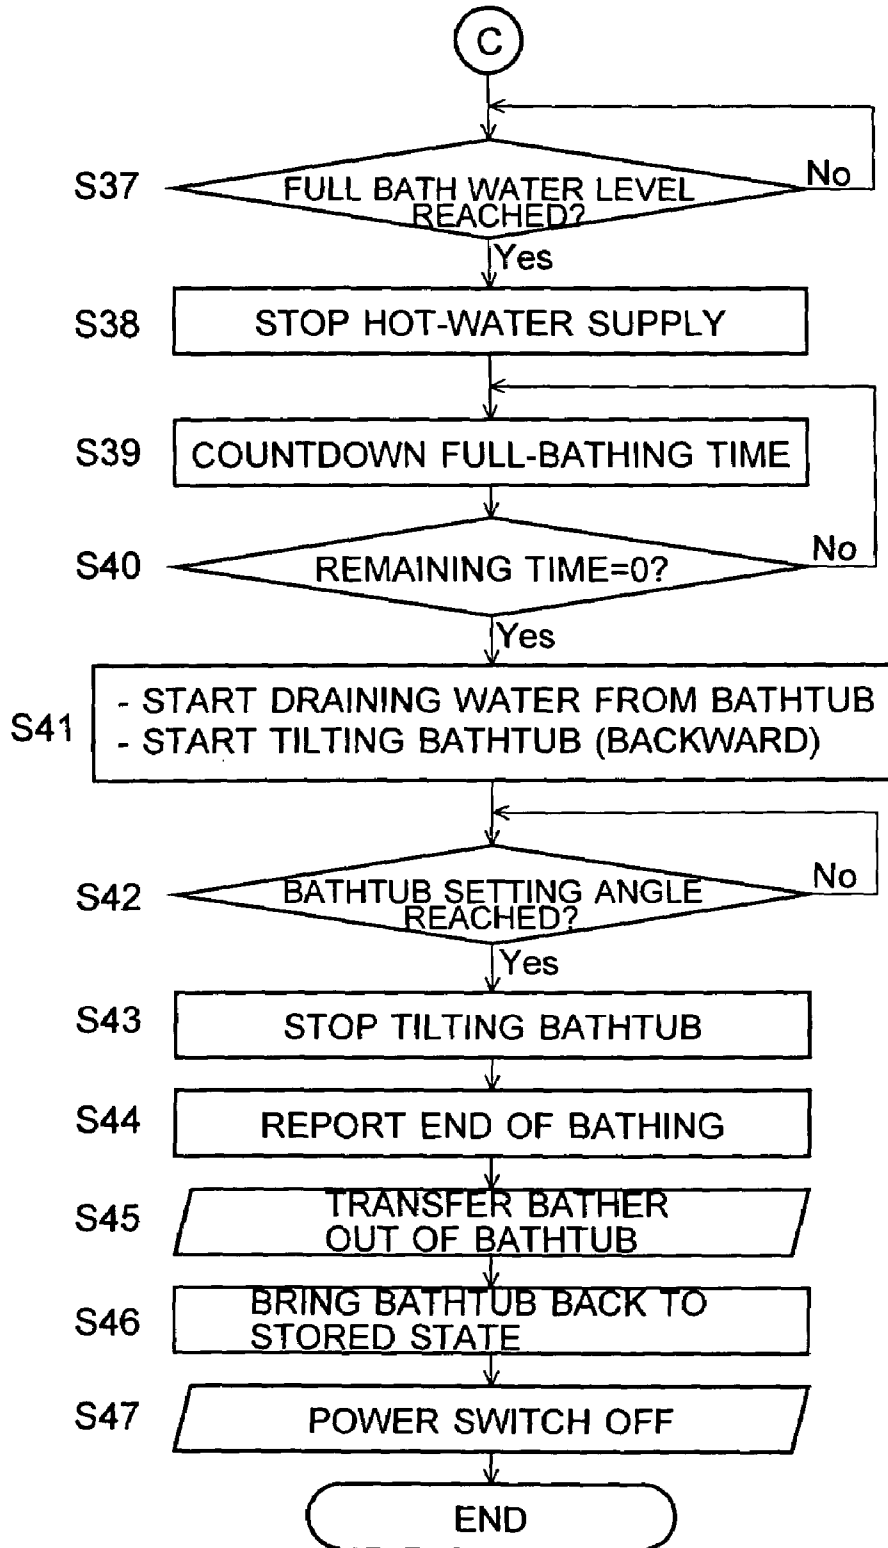 C
S37
FULL BATH WATER LEVEL
REACHED?
No
Yes
S38
STOP HOT-WATER SUPPLY
S39
COUNTDOWN FULL-BATHING TIME
S40
REMAINING TIME=0?
No
Yes
S41
- START DRAINING WATER FROM BATHTUB
- START TILTING BATHTUB (BACKWARD)
S42
BATHTUB SETTING ANGLE
REACHED?
No
Yes
S43
STOP TILTING BATHTUB
S44
REPORT END OF BATHING
S45
TRANSFER BATHER
OUT OF BATHTUB
S46
BRING BATHTUB BACK TO
STORED STATE
S47
POWER SWITCH OFF
END